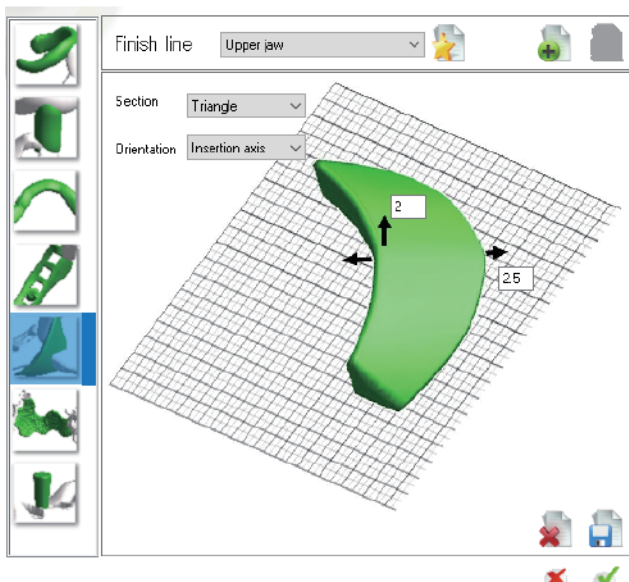 Finish line
Upper jaw
Section
Triangle
Orientation
Insertion axis
2
2.5